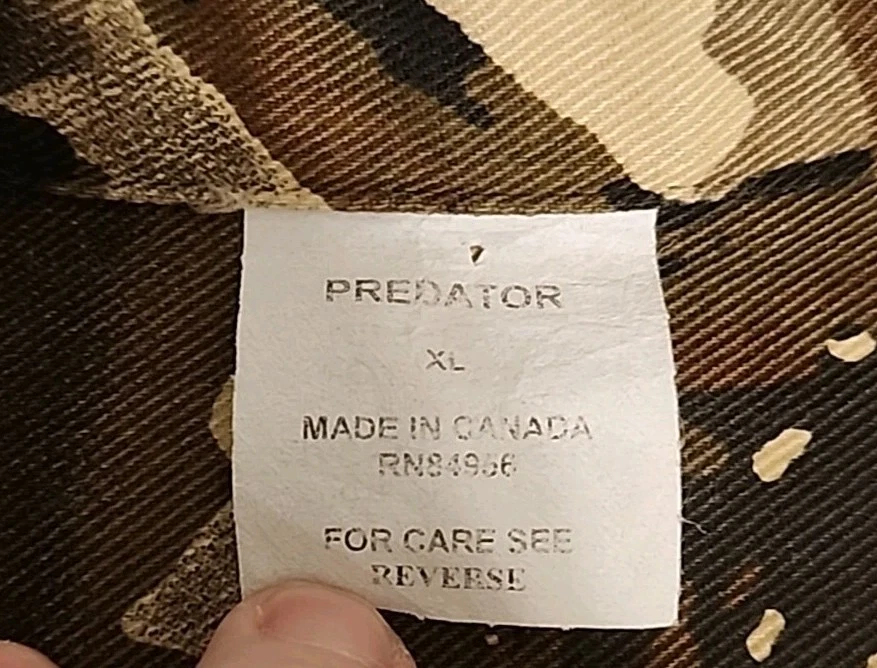 PREDATOR
XL
MADE IN CANADA
FOR CARE SEE
REVERSE